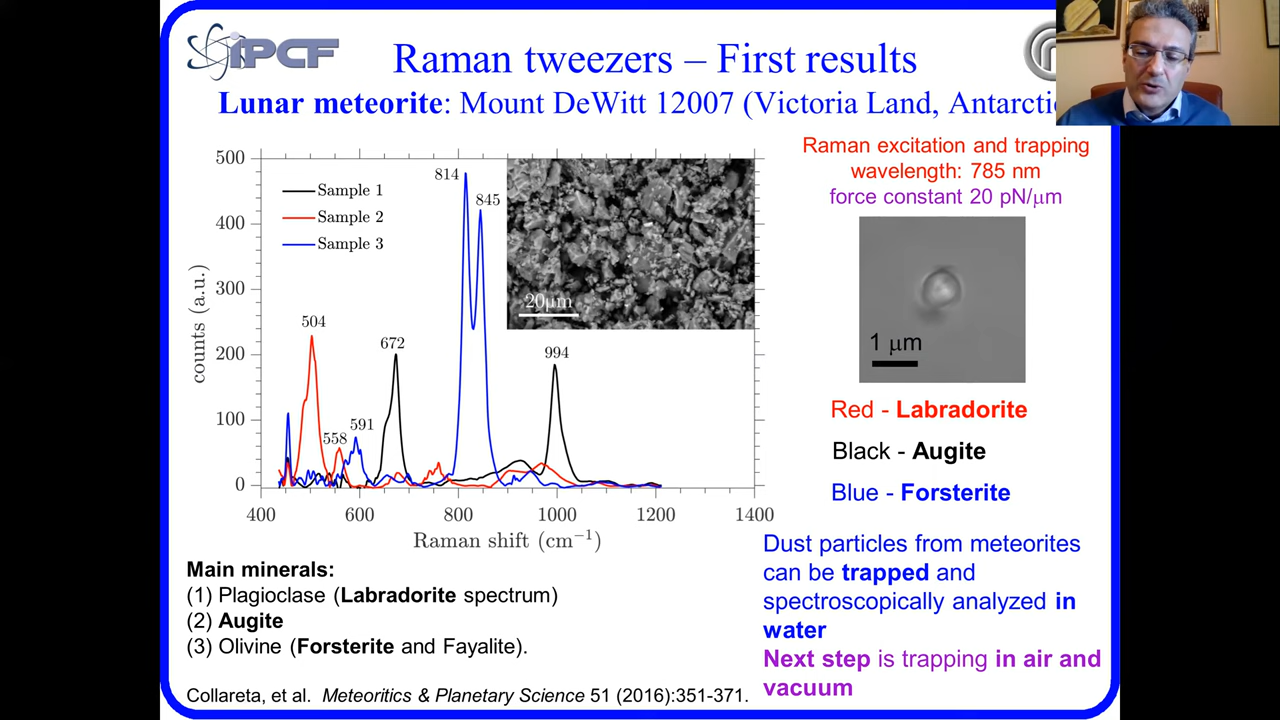 iPCF
Raman tweezers – First results
Lunar meteorite: Mount DeWitt 12007 (Victoria Land,
Raman excitation and trapping
wavelength: 785 nm
force constant 20 pN/μm
500
400
300
200
100
0
counts (a.u.)
Sample 1
Sample 2
Sample 3
814
845
504
672
994
558
591
20μm
400
600
800
1000
1200
1400
Raman shift (cm⁻¹)
1 μm
Red - Labradorite
Black - Augite
Blue - Forsterite
Main minerals:
(1) Plagioclase (Labradorite spectrum)
(2) Augite
(3) Olivine (Forsterite and Fayalite).
Dust particles from meteorites
can be trapped and
spectroscopically analyzed in
water
Next step is trapping in air and
vacuum
Collareta, et al. Meteoritics & Planetary Science 51 (2016):351-371.